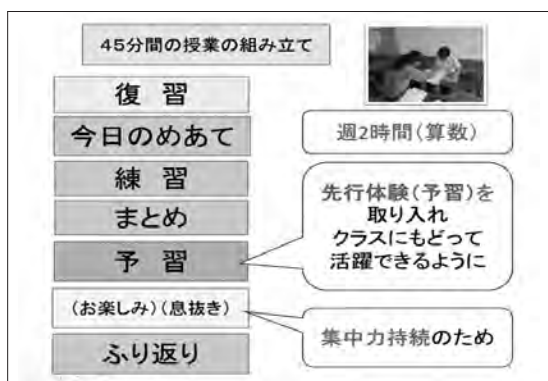 45分間の授業の組み立て
復 習
今日のめあて
練 習
まとめ
予 習
(お楽しみ)(息抜き)
ふり返り
週2時間(算数)
先行体験(予習)を
取り入れ
クラスにもどって
活躍できるように
集中力持続のため